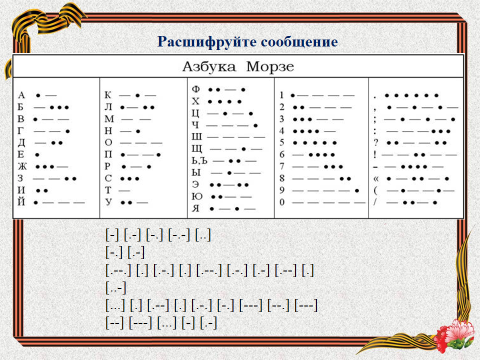 Расшифруйте сообщение
Азбука Морзе
А • —
Б — • • •
В • — —
Г — — •
Д — • •
Е •
Ж • • • —
З — — • •
И • •
Й • — — —
К — • —
Л • — • •
М — —
Н — •
О — — —
П • — — •
Р • — •
С • • •
Т —
У • • —
Ф • • — •
Х • • • •
Ц — • — •
Ч — — — •
Ш — — — —
Щ — — • —
Ь,Ъ — • • —
Ы — • — —
Э • • — • •
Ю • • — —
Я • — • —
1 • — — — —
2 • • — — —
3 • • • — —
4 • • • • —
5 • • • • •
6 — • • • •
7 — — • • •
8 — — — • •
9 — — — — •
0 — — — — —
. • • • • • •
,
;
: — — — • • •
? • • — — • •
! — — • • — —
–
«
(
/
[-] [.-] [-.] [-.-] [..]
[-.] [.-]
[.--.] [.] [.-.] [.] [.--.] [.-.] [.-] [.--] [.]
[..-]
[...] [.] [.--] [.] [.-.] [-.] [---] [--.] [---]
[--] [---] [...] [-] [.-]